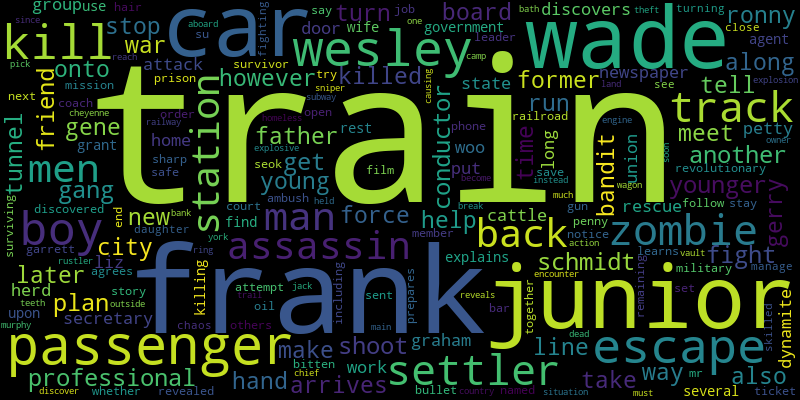 group use hair say turn job board discovers ronny
since aboard su fighting door wife government one bath theft turning close
kill stop war car wesley leader wade agent
pick reach attack survivor try camp explosion
onto however killed former newspaper along
next mission prison state land see tell
friend coach cheyenne station train conductor causing sniper run track
tunnel gene order railway father open phone railroad engine meet petty
grant home homeless subway rest woo time long union owner
men sharp safe explosive seok get film put become save instead bandit another revolutionary
gang discovered young ambush held much wagon rescue soon younger gerry
surviving boy end new bank court man force help break cattle gun follow stay
daughter find member back penny notice action zombie
city garrett liz ring york assassin explains learns fight
later killing rustler agrees attempt jack including prepares sent bar together schmidt encounter remaining military manage
herd teeth story frank oil trail reveals junior set vault skilled dynamite
upon plan outside secretary chaos others main graham line dead escape
murphy passenger make shoot bitten work settler way mr several also
professional hand arrives chief bullet country named take must ticket
discover whether revealed situation